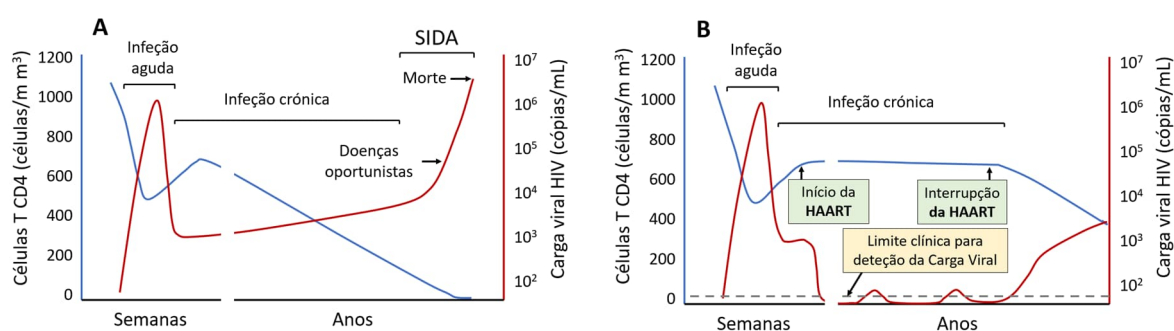 A
Células T CD4 (células/m m³)
1200
1000
800
600
400
200
0
Infeção
aguda
Infeção crónica
SIDA
Morte
Doenças
oportunistas
10⁷
10⁶
10⁵
10⁴
10³
10²
Carga viral HIV (cópias/mL)
Semanas
Anos
B
Células T CD4 (células/m m³)
1200
1000
800
600
400
200
0
Infeção
aguda
Infeção crónica
Início da
HAART
Interrupção
da HAART
Limite clínica para
deteção da Carga Viral
10⁷
10⁶
10⁵
10⁴
10³
10²
Carga viral HIV (cópias/mL)
Semanas
Anos